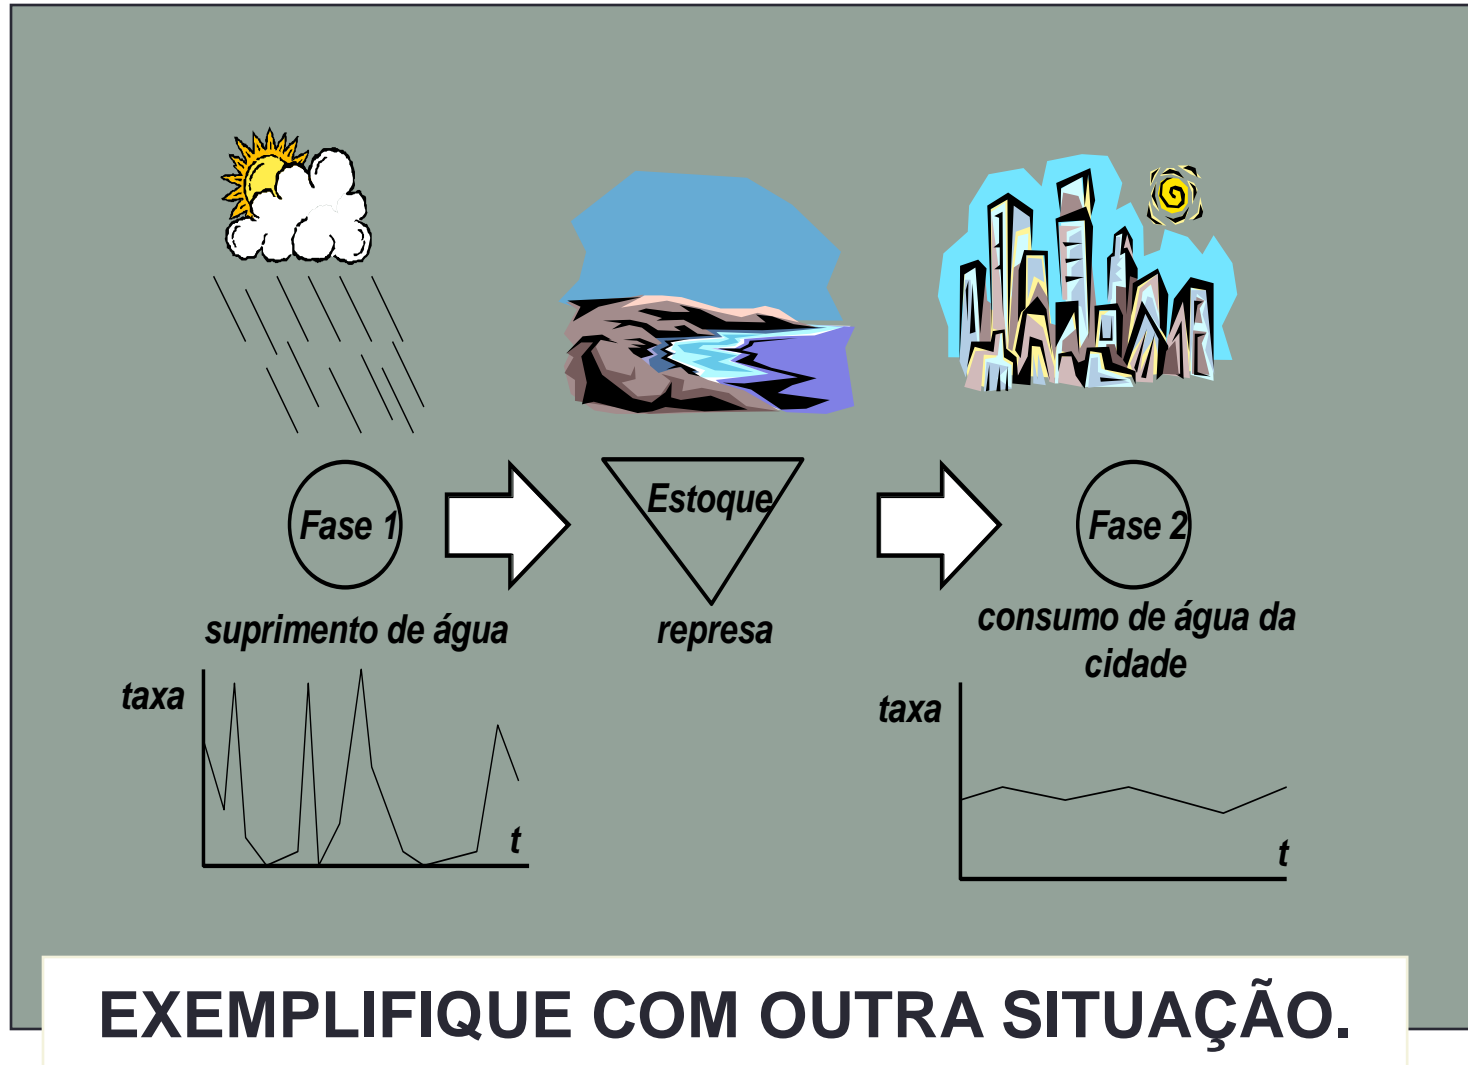 Fase 1
Estoque
Fase 2
suprimento de água
represa
consumo de água da
cidade
taxa
t
taxa
t
EXEMPLIFIQUE COM OUTRA SITUAÇÃO.